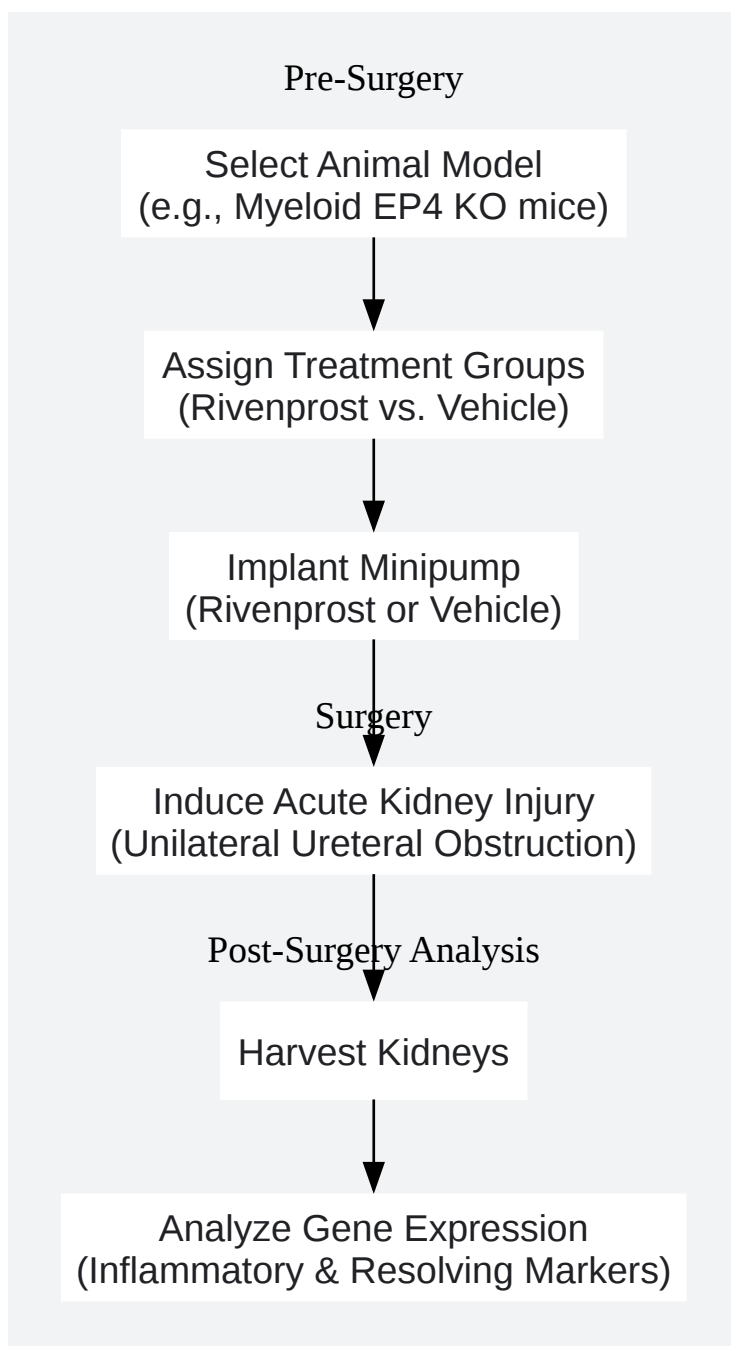 Pre-Surgery
Select Animal Model
(e.g., Myeloid EP4 KO mice)
Assign Treatment Groups
(Rivenprost vs. Vehicle)
Implant Minipump
(Rivenprost or Vehicle)
Surgery
Induce Acute Kidney Injury
(Unilateral Ureteral Obstruction)
Post-Surgery Analysis
Harvest Kidneys
Analyze Gene Expression
(Inflammatory & Resolving Markers)